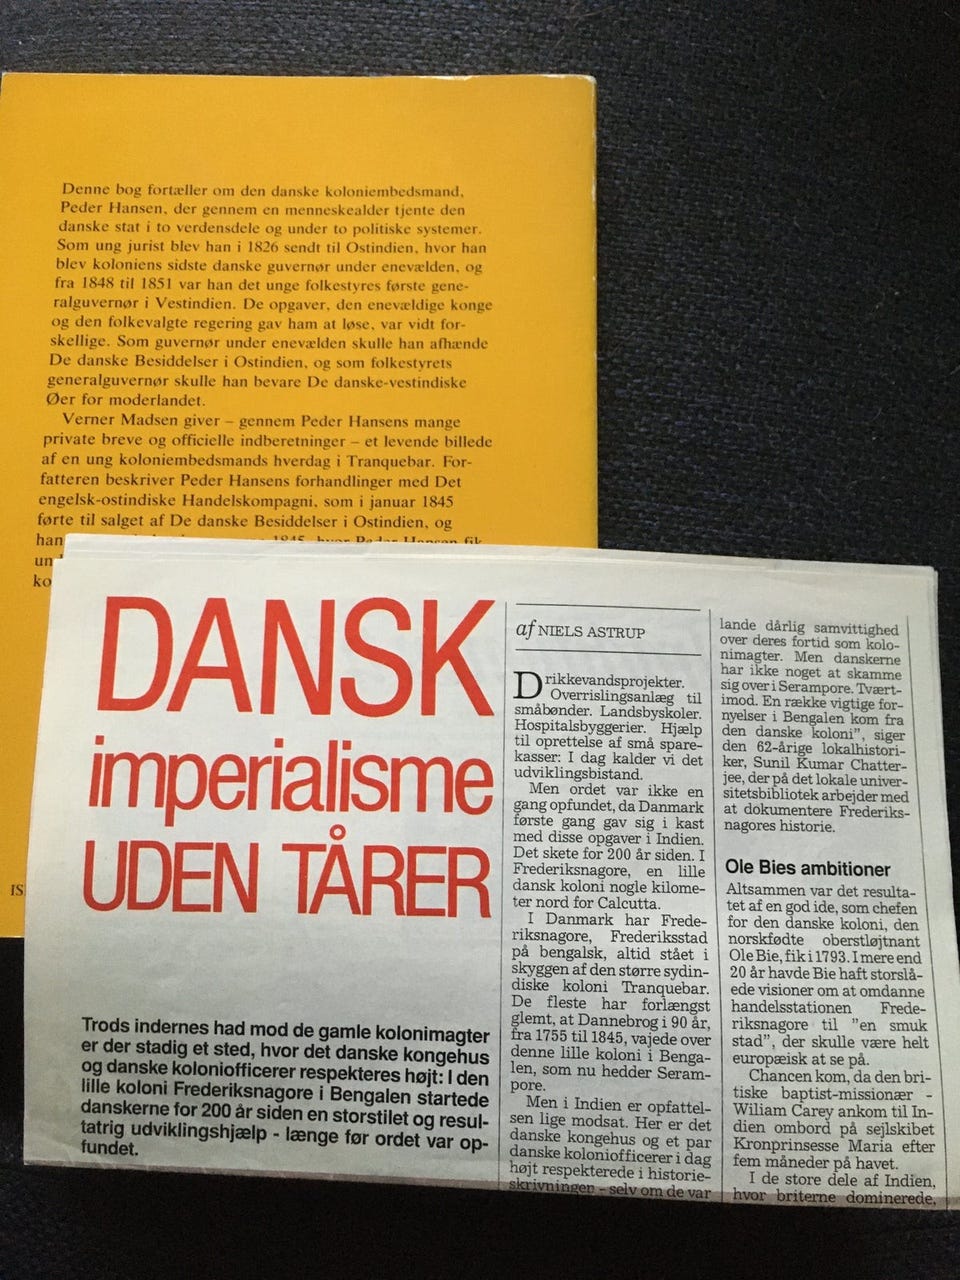 Denne bog fortæller om den danske koloniembedsmand,
Peder Hansen, der gennem en menneskealder tjente den
danske stat i to verdensdele og under to politiske systemer.
Som ung jurist blev han i 1826 sendt til Ostindien, hvor han
blev koloniens sidste danske guvernør under enevælden, og
fra 1848 til 1851 var han det unge folkestyres første gene-
ralguvernør i Vestindien. De opgaver, den enevældige konge
og den folkevalgte regering gav ham at løse, var vidt for-
skellige. Som guvernør under enevælden skulle han afhænde
De danske Besiddelser i Ostindien, og som folkestyrets
generalguvernør skulle han bevare De danske-vestindiske
Øer for moderlandet.
Verner Madsen giver – gennem Peder Hansens mange
private breve og officielle indberetninger – et levende billede
af en ung koloniembedsmands hverdag i Tranquebar. For-
fatteren beskriver Peder Hansens forhandlinger med Det
engelsk-ostindiske Handelskompagni, som i januar 1845
førte til salget af De danske Besiddelser i Ostindien, og
han 1845, hvor Peder Hansen fik
un
ko
IS
DANSK
imperialisme
UDEN TÅRER
Trods indernes had mod de gamle kolonimagter
er der stadig et sted, hvor det danske kongehus
og danske koloniofficerer respekteres højt: I den
lille koloni Frederiksnagore i Bengalen startede
danskerne for 200 år siden en storstilet og resul-
tatrig udviklingshjælp - længe før ordet var op-
fundet.
af NIELS ASTRUP
Drikkevandsprojekter.
Overrislingsanlæg til
småbønder. Landsbyskoler.
Hospitalsbyggerier. Hjælp
til oprettelse af små spare-
kasser: I dag kalder vi det
udviklingsbistand.
Men ordet var ikke en
gang opfundet, da Danmark
første gang gav sig i kast
med disse opgaver i Indien.
Det skete for 200 år siden. I
Frederiksnagore, en lille
dansk koloni nogle kilome-
ter nord for Calcutta.
I Danmark har Frede-
riksnagore, Frederiksstad
på bengalsk, altid stået i
skyggen af den større sydin-
diske koloni Tranquebar.
De fleste har forlængst
glemt, at Dannebrog i 90 år,
fra 1755 til 1845, vajede over
denne lille koloni i Benga-
len, som nu hedder Seram-
pore.
Men i Indien er opfattel-
sen lige modsat. Her er det
danske kongehus og et par
danske koloniofficerer i dag
højt respekterede i historie-
skrivningen - selv om de var
lande dårlig samvittighed
over deres fortid som kolo-
nimagter. Men danskerne
har ikke noget at skamme
sig over i Serampore. Tvært-
imod. En række vigtige for-
nyelser i Bengalen kom fra
den danske koloni”, siger
den 62-årige lokalhistori-
ker, Sunil Kumar Chatter-
jee, der på det lokale univer-
sitetsbibliotek arbejder med
at dokumentere Frederiks-
nagores historie.
Ole Bies ambitioner
Altsammen var det resulta-
tet af en god ide, som chefen
for den danske koloni, den
norskfødte oberstløjtnant
Ole Bie, fik i 1793. I mere end
20 år havde Bie haft storslå-
ede visioner om at omdanne
handelsstationen Frede-
riksnagore til ”en smuk
stad”, der skulle være helt
europæisk at se på.
Chancen kom, da den bri-
tiske baptist-missionær -
Wiliam Carey ankom til In-
dien ombord på sejlskibet
Kronprinsesse Maria efter
fem måneder på havet.
I de store dele af Indien,
hvor briterne dominerede,